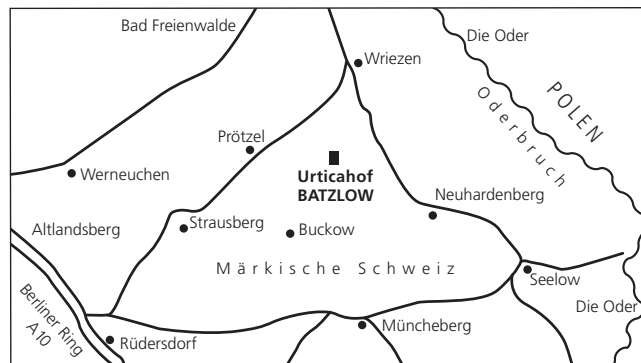 Bad Freienwalde
Die Oder
Wriezen
POLEN
Oderbruch
Prötzel
Werneuchen
Urticahof
BATZLOW
Neuhardenberg
Altlandsberg
Strausberg
Buckow
Märkische Schweiz
Seelow
Berliner Ring
A10
Die Oder
Rüdersdorf
Müncheberg